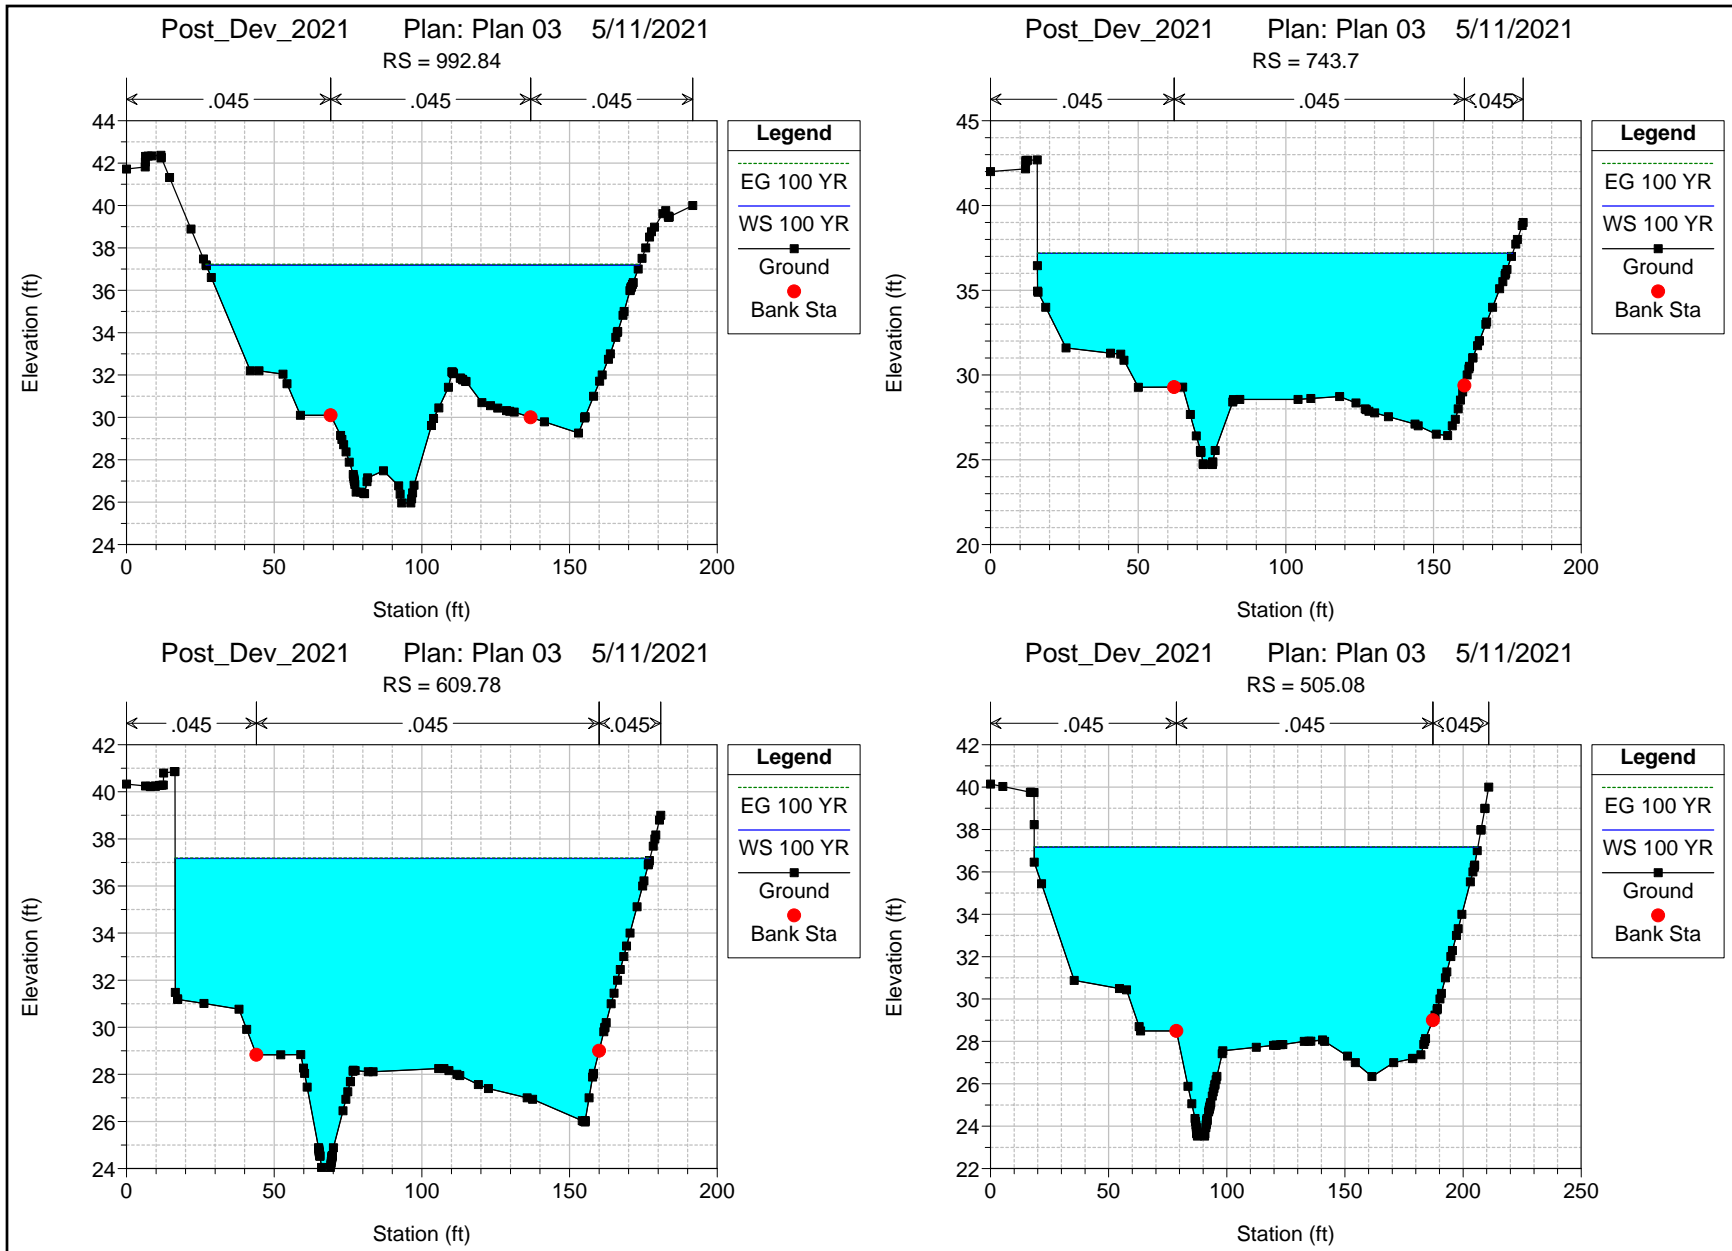 Post_Dev_2021 Plan: Plan 03 5/11/2021
RS = 992.84
.045 .045 .045
44
42
40
38
36
34
32
30
28
26
24
Elevation (ft)
0 50 100 150 200
Station (ft)
Legend
EG 100 YR
WS 100 YR
Ground
Bank Sta
Post_Dev_2021 Plan: Plan 03 5/11/2021
RS = 743.7
.045 .045 .045
45
40
35
30
25
20
Elevation (ft)
0 50 100 150 200
Station (ft)
Legend
EG 100 YR
WS 100 YR
Ground
Bank Sta
Post_Dev_2021 Plan: Plan 03 5/11/2021
RS = 609.78
.045 .045 .045
42
40
38
36
34
32
30
28
26
24
Elevation (ft)
0 50 100 150 200
Station (ft)
Legend
EG 100 YR
WS 100 YR
Ground
Bank Sta
Post_Dev_2021 Plan: Plan 03 5/11/2021
RS = 505.08
.045 .045 .045
42
40
38
36
34
32
30
28
26
24
22
Elevation (ft)
0 50 100 150 200 250
Station (ft)
Legend
EG 100 YR
WS 100 YR
Ground
Bank Sta